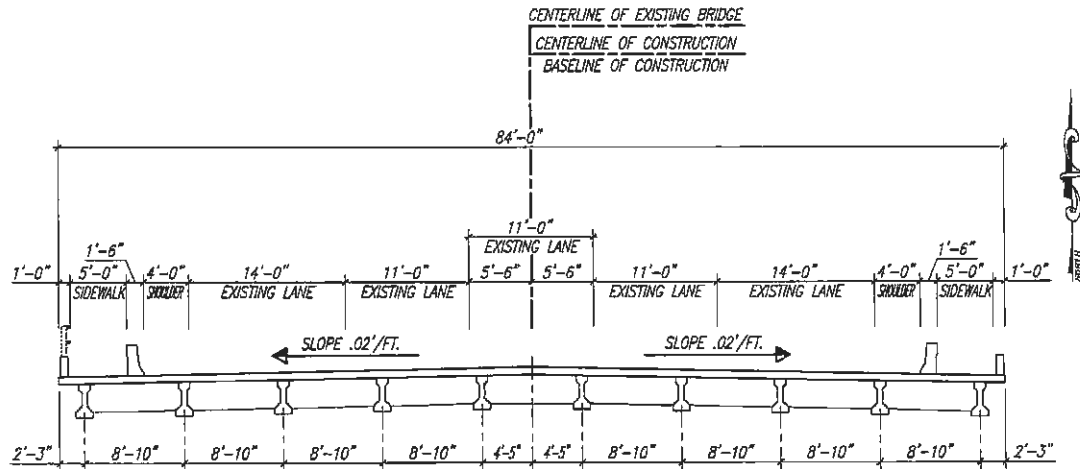 CENTERLINE OF EXISTING BRIDGE
CENTERLINE OF CONSTRUCTION
BASELINE OF CONSTRUCTION
84'-0"
11'-0"
EXISTING LANE
1'-6" 1'-6"
1'-0" 5'-0" 4'-0" 14'-0" 11'-0" 5'-6" 5'-6" 11'-0" 14'-0" 4'-0" 5'-0" 1'-0"
SIDEWALK SHOULDER EXISTING LANE EXISTING LANE EXISTING LANE EXISTING LANE SHOULDER SIDEWALK
NORTH
SLOPE .02'/FT. SLOPE .02'/FT.
2'-3" 8'-10" 8'-10" 8'-10" 8'-10" 4'-5" 4'-5" 8'-10" 8'-10" 8'-10" 8'-10" 2'-3"